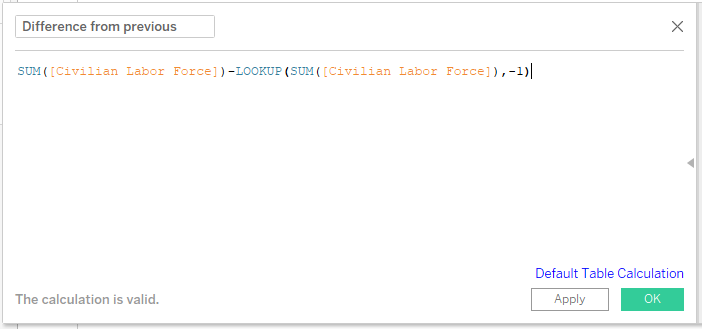 Difference from previous
SUM([Civilian Labor Force])-LOOKUP(SUM([Civilian Labor Force]),-1)
Default Table Calculation
The calculation is valid.
Apply
OK